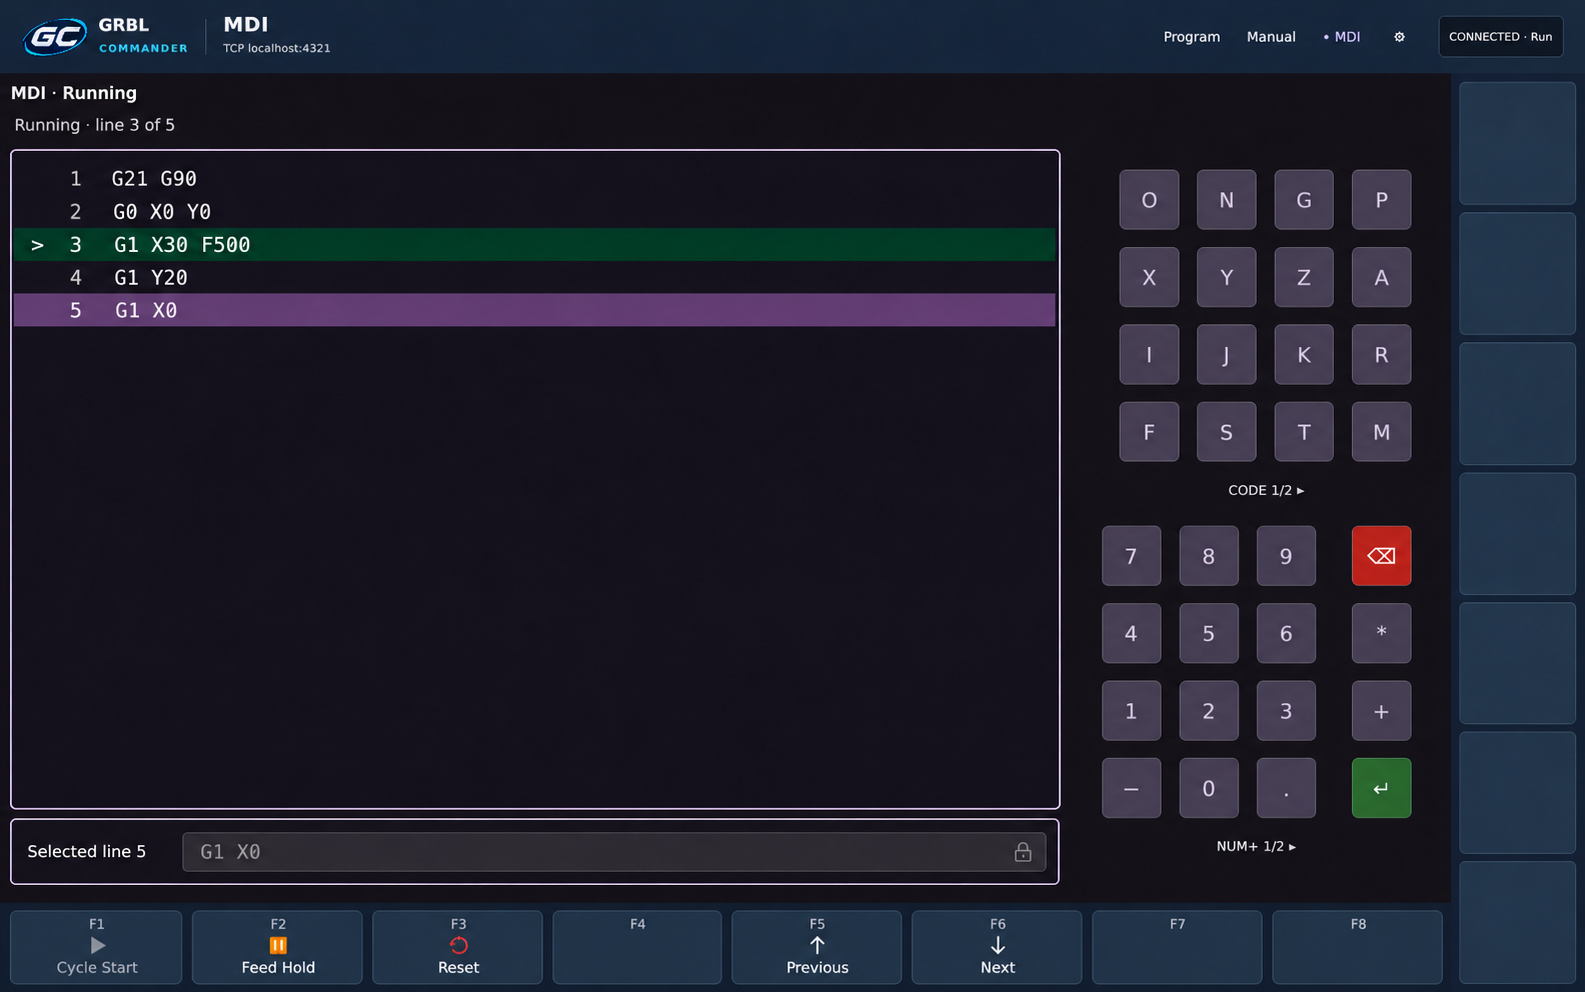 GC GRBL COMMANDER
MDI
TCP localhost:4321
Program Manual • MDI ⚙ CONNECTED · Run
MDI · Running
Running · line 3 of 5
1 G21 G90
2 G0 X0 Y0
> 3 G1 X30 F500
4 G1 Y20
5 G1 X0
O N G P
X Y Z A
I J K R
F S T M
CODE 1/2 ▸
7 8 9 ⌫
4 5 6 *
1 2 3 +
− 0 . ↵
NUM+ 1/2 ▸
Selected line 5 G1 X0
F1 Cycle Start
F2 Feed Hold
F3 Reset
F4
F5 Previous
F6 Next
F7
F8